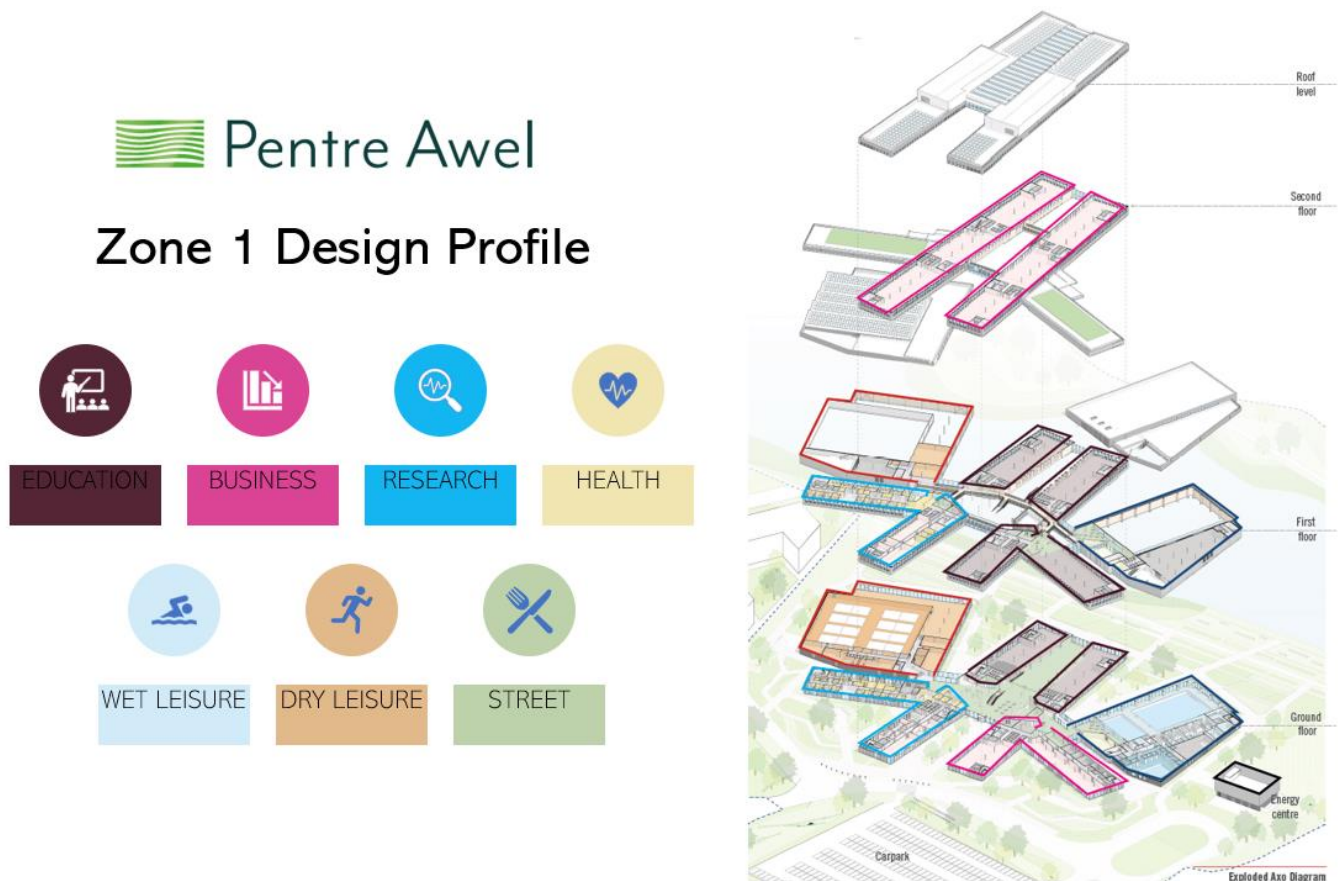 Pentre Awel
Zone 1 Design Profile
EDUCATION
BUSINESS
RESEARCH
HEALTH
WET LEISURE
DRY LEISURE
STREET
Roof
level
Second
floor
First
floor
Ground
floor
Energy
centre
Carpark
Exploded Axo Diagram